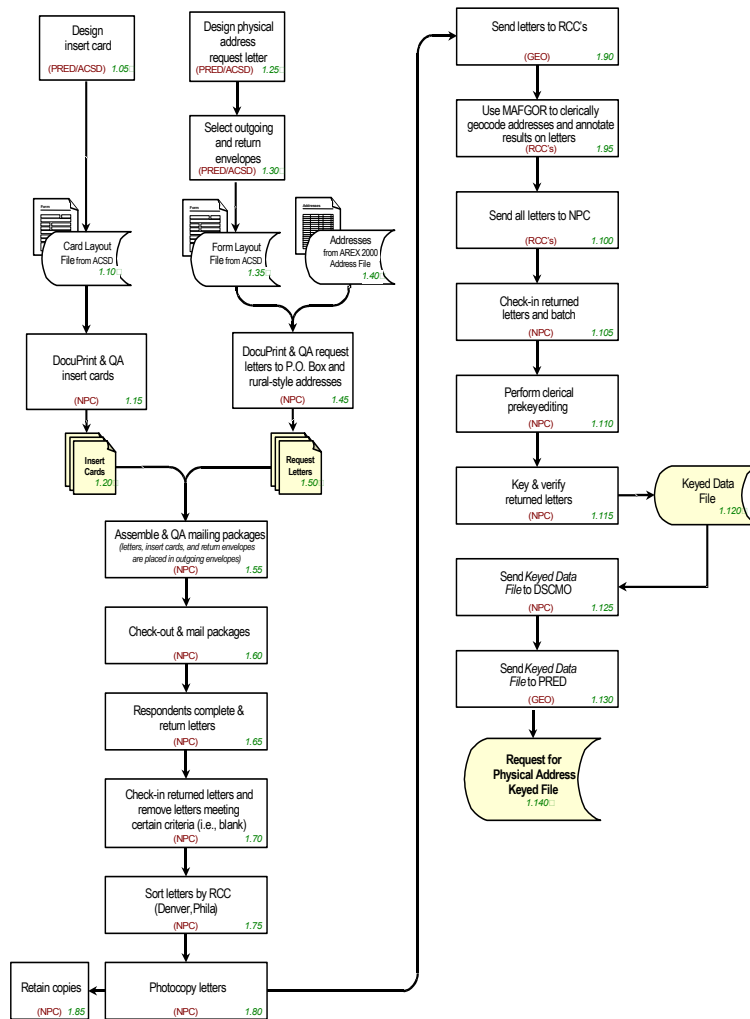 Design
insert card
(PRED/ACSD) 1.05
Design physical
address
request letter
(PRED/ACSD) 1.25
Select outgoing
and return
envelopes
(PRED/ACSD) 1.30
Form
Card Layout
File from ACSD
1.10
Form
Form Layout
File from ACSD
1.35
Addresses
Addresses
from AREX 2000
Address File
1.40
DocuPrint & QA
insert cards
(NPC) 1.15
DocuPrint & QA request
letters to P.O. Box and
rural-style addresses
(NPC) 1.45
Insert
Cards
1.20
Request
Letters
1.50
Assemble & QA mailing packages
(letters, insert cards, and return envelopes
are placed in outgoing envelopes)
(NPC) 1.55
Check-out & mail packages
(NPC) 1.60
Respondents complete &
return letters
(NPC) 1.65
Check-in returned letters and
remove letters meeting
certain criteria (i.e., blank)
(NPC) 1.70
Sort letters by RCC
(Denver,Phila)
(NPC) 1.75
Photocopy letters
(NPC) 1.80
Retain copies
(NPC) 1.85
Send letters to RCC's
(GEO) 1.90
Use MAFGOR to clerically
geocode addresses and annotate
results on letters
(RCC's) 1.95
Send all letters to NPC
(RCC's) 1.100
Check-in returned
letters and batch
(NPC) 1.105
Perform clerical
prekeyediting
(NPC) 1.110
Key & verify
returned letters
(NPC) 1.115
Keyed Data
File
1.120
Send Keyed Data
File to DSCMO
(NPC) 1.125
Send Keyed Data
File to PRED
(GEO) 1.130
Request for
Physical Address
Keyed File
1.140